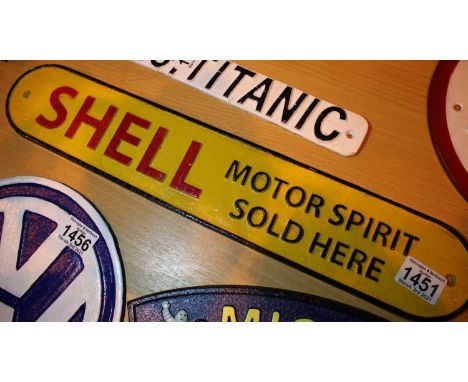 TITANIC
SHELL
MOTOR SPIRIT
SOLD HERE
1456
1451